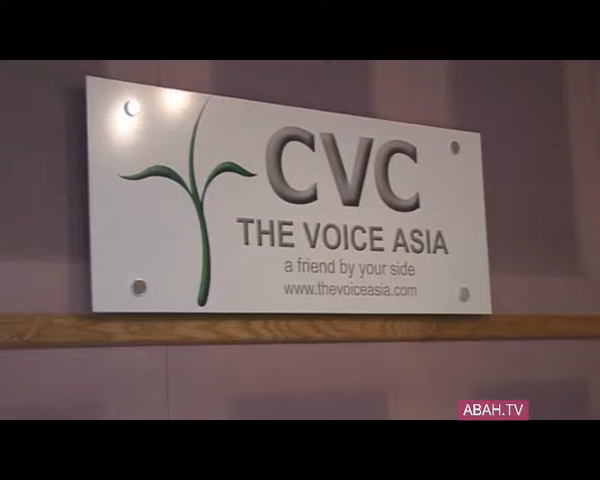 CVC
THE VOICE ASIA
a friend by your side
www.thevoiceasia.com
ABAH.TV